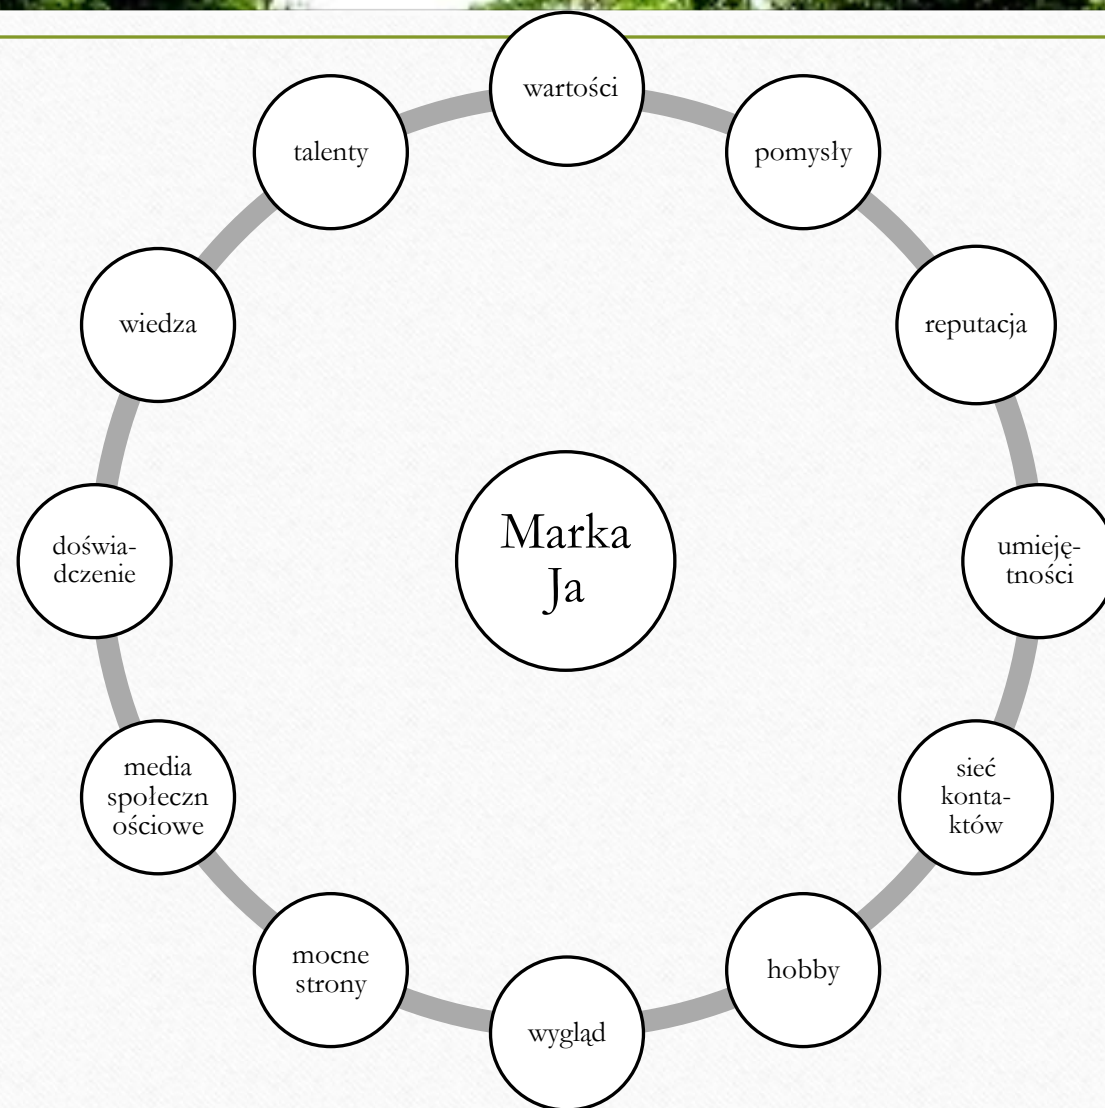 wartości
pomysły
reputacja
umieję-
tności
sieć
konta-
któw
hobby
wygląd
mocne
strony
media
społeczn
ościowe
doświa-
dczenie
wiedza
talenty
Marka
Ja